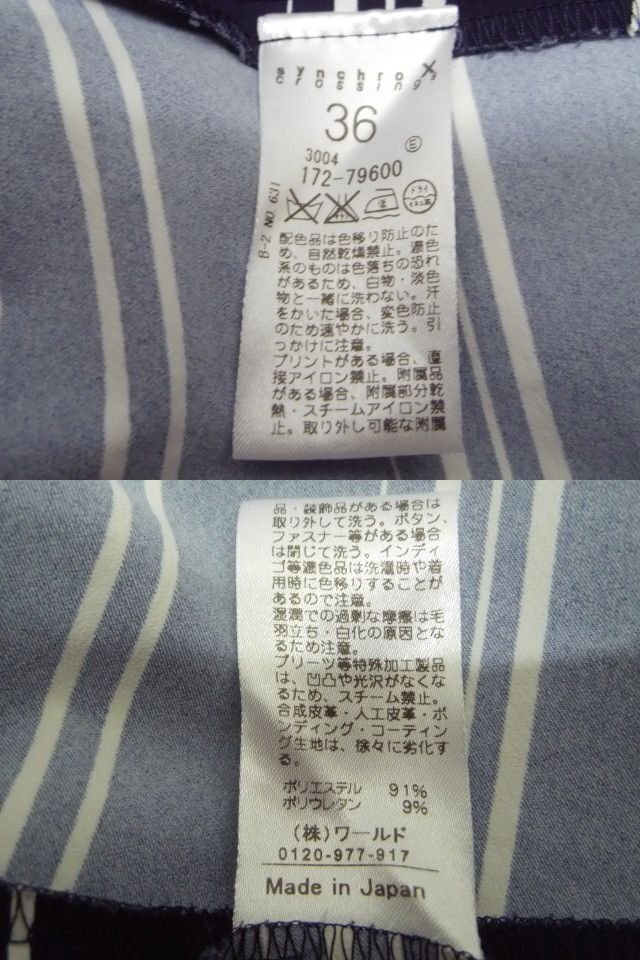 synchro
crossings
36
E
3004
172-79600
B-2 NO 631
ドライ
配色品は色移り防止のた
め、自然乾燥禁止。濃色
系のものは色落ちの恐れ
があるため、白物・淡色
物と一緒に洗わない。汗
をかいた場合、変色防止
のため速やかに洗う。引
っかけに注意。
プリントがある場合、直
接アイロン禁止。附属品
がある場合、附属部分乾
熱・スチームアイロン禁
止。取り外し可能な附属
品・装飾品がある場合は
取り外して洗う。ボタン、
ファスナー等がある場合
は閉じて洗う。インディ
ゴ等濃色品は洗濯時や着
用時に色移りすることが
あるので注意。
湿潤での過剰な摩擦は毛
羽立ち・白化の原因とな
るため注意。
プリーツ等特殊加工製品
は、凹凸や光沢がなくな
るため、スチーム禁止。
合成皮革・人工皮革・ボ
ンディング・コーティン
グ生地は、徐々に劣化す
る。
ポリエステル 91%
ポリウレタン 9%
(株)ワールド
0120-977-917
Made in Japan